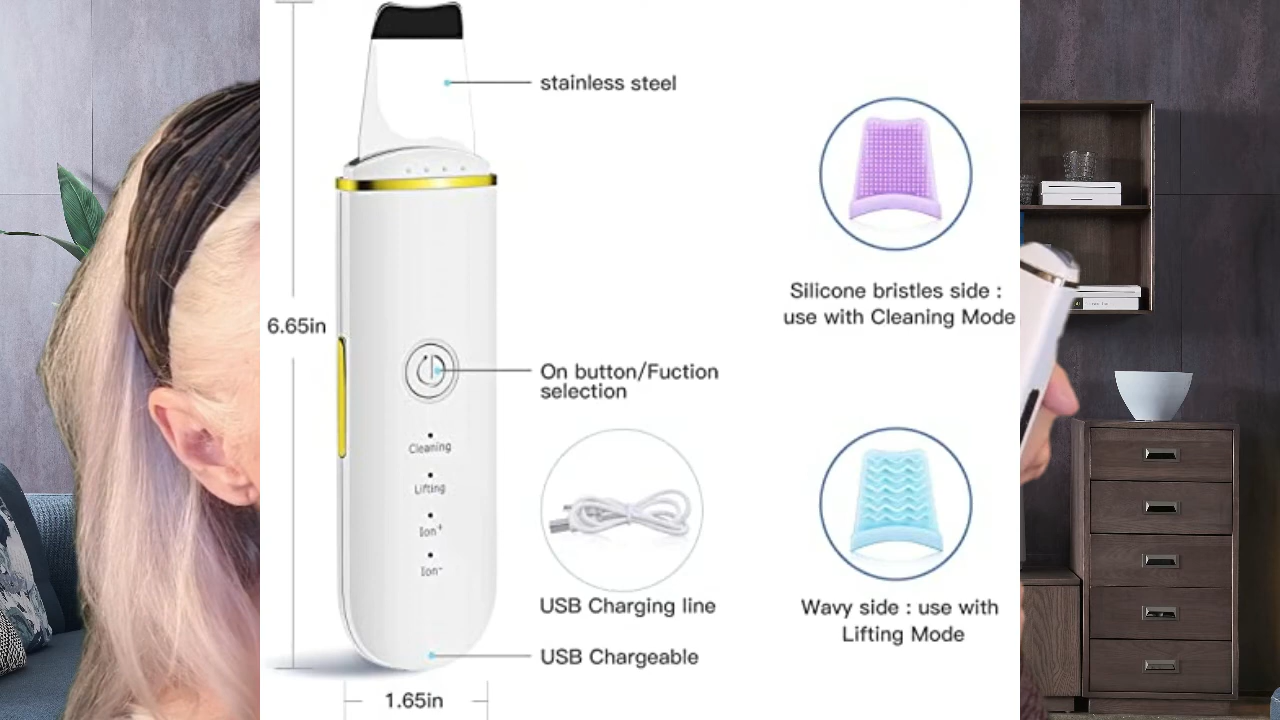 stainless steel
6.65in
On button/Fuction
selection
Cleaning
Lifting
Ion+
Ion-
USB Charging line
USB Chargeable
1.65in
Silicone bristles side :
use with Cleaning Mode
Wavy side : use with
Lifting Mode